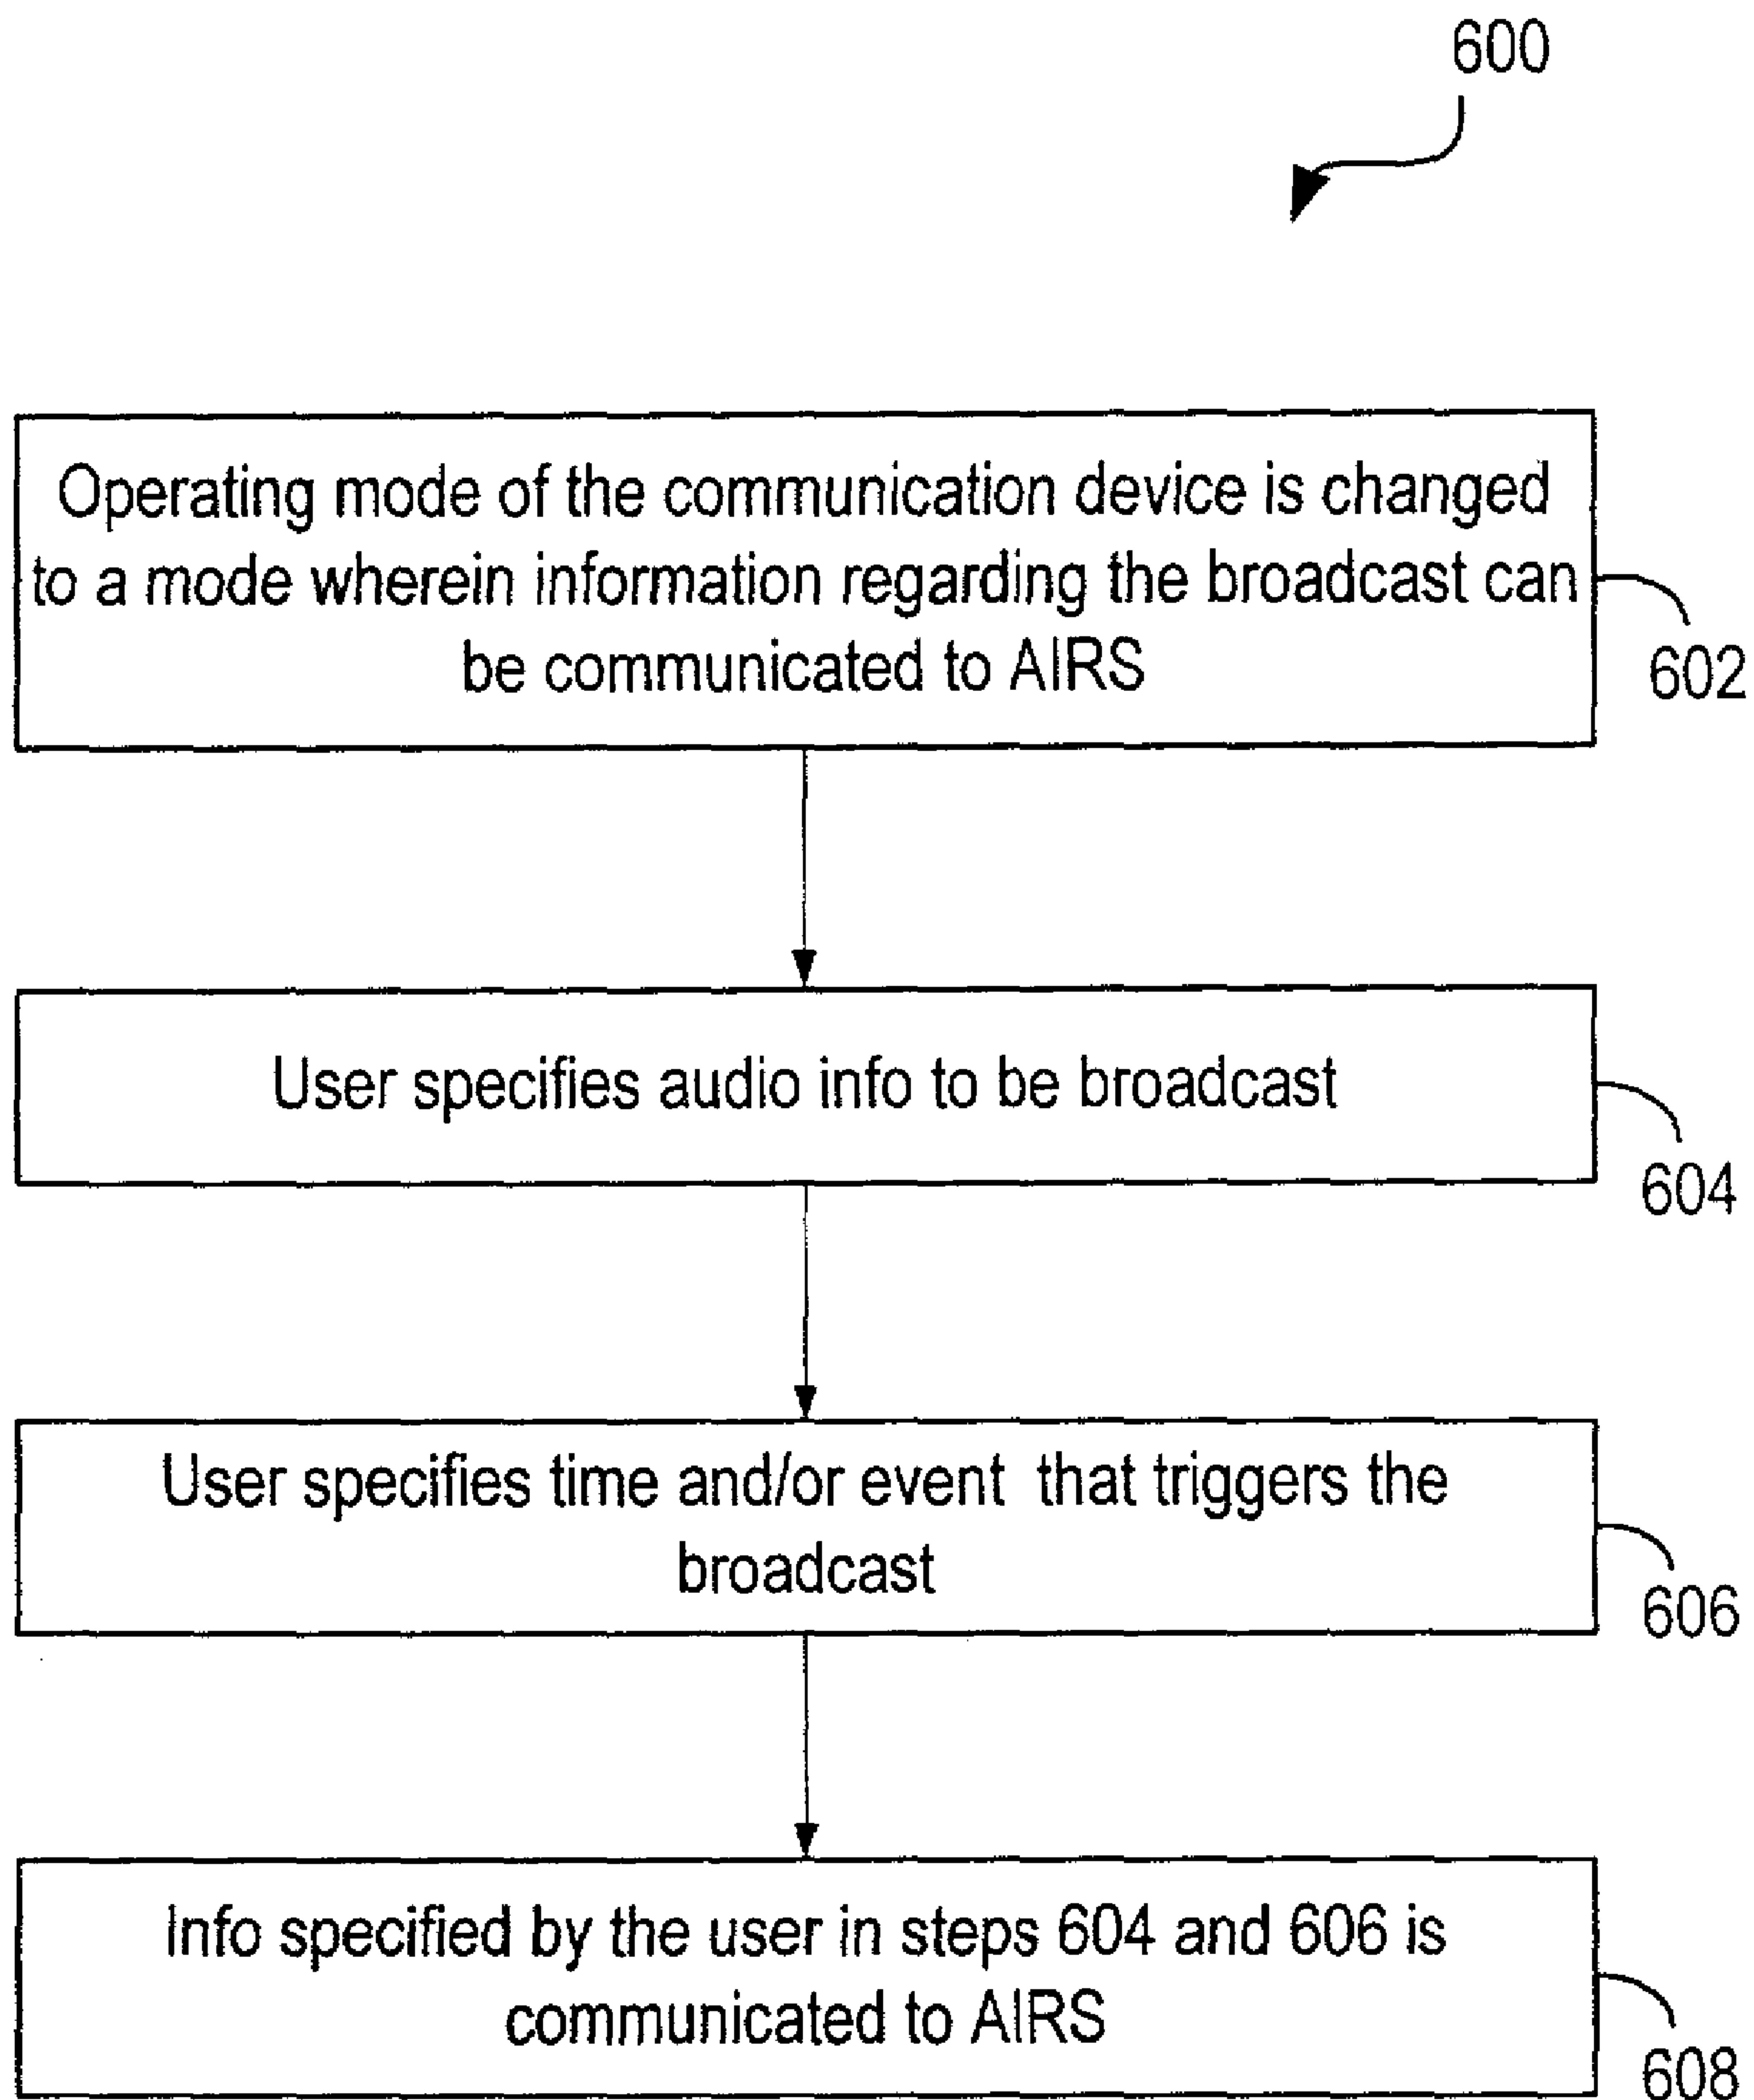 600
Operating mode of the communication device is changed
to a mode wherein information regarding the broadcast can
be communicated to AIRS
602
User specifies audio info to be broadcast
604
User specifies time and/or event that triggers the
broadcast
606
Info specified by the user in steps 604 and 606 is
communicated to AIRS
608